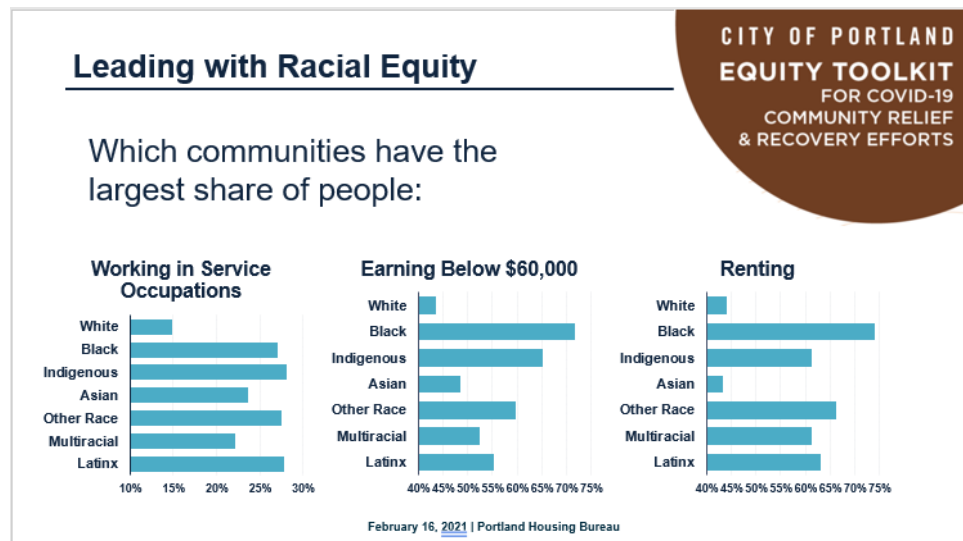 Leading with Racial Equity
CITY OF PORTLAND
EQUITY TOOLKIT
FOR COVID-19
COMMUNITY RELIEF
& RECOVERY EFFORTS
Which communities have the
largest share of people:
Working in Service
Occupations
White
Black
Indigenous
Asian
Other Race
Multiracial
Latinx
10% 15% 20% 25% 30%
Earning Below $60,000
White
Black
Indigenous
Asian
Other Race
Multiracial
Latinx
40% 45% 50% 55% 60% 65% 70% 75%
Renting
White
Black
Indigenous
Asian
Other Race
Multiracial
Latinx
40% 45% 50% 55% 60% 65% 70% 75%
February 16, 2021 | Portland Housing Bureau